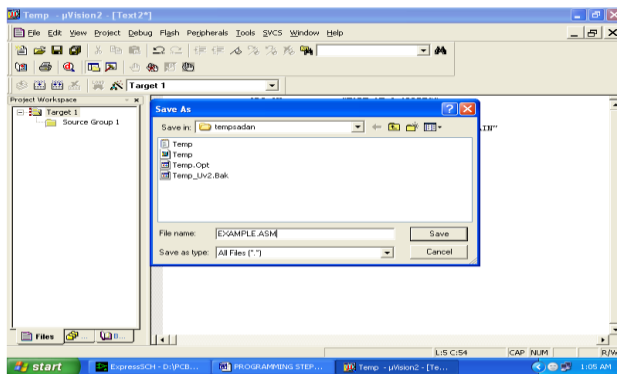 Temp - µVision2 - [Text2*]
File Edit View Project Debug Flash Peripherals Tools SVCS Window Help
Target 1
Project Workspace
Target 1
Source Group 1
Save As
Save in: tempsadan
Temp
Temp
Temp.Opt
Temp_Uv2.Bak
File name: EXAMPLE.ASM Save
Save as type: All Files (*.*) Cancel
Files B...
L:5 C:54 CAP NUM R/W
start ExpressSCH - D:\PCB... PROGRAMMING STEP... Temp - µVision2 - [Te... 1:05 AM